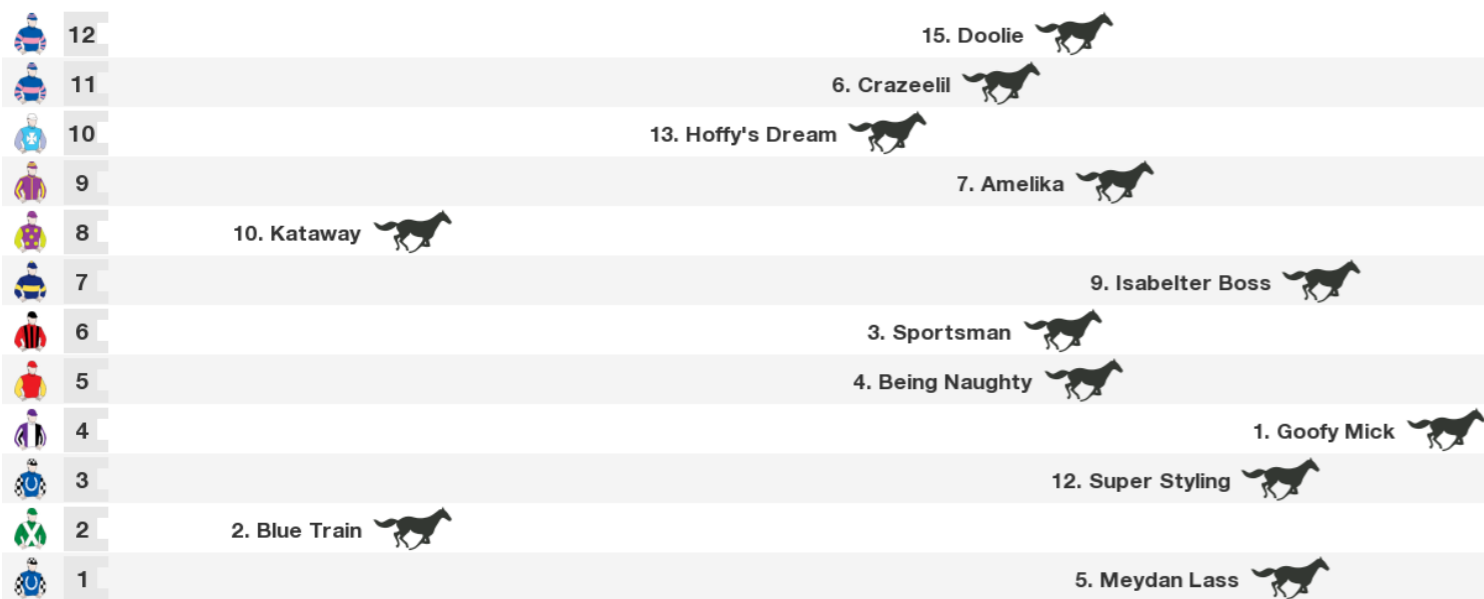 12 15. Doolie
11 6. Crazeelil
10 13. Hoffy's Dream
9 7. Amelika
8 10. Kataway
7 9. Isabelter Boss
6 3. Sportsman
5 4. Being Naughty
4 1. Goofy Mick
3 12. Super Styling
2 2. Blue Train
1 5. Meydan Lass